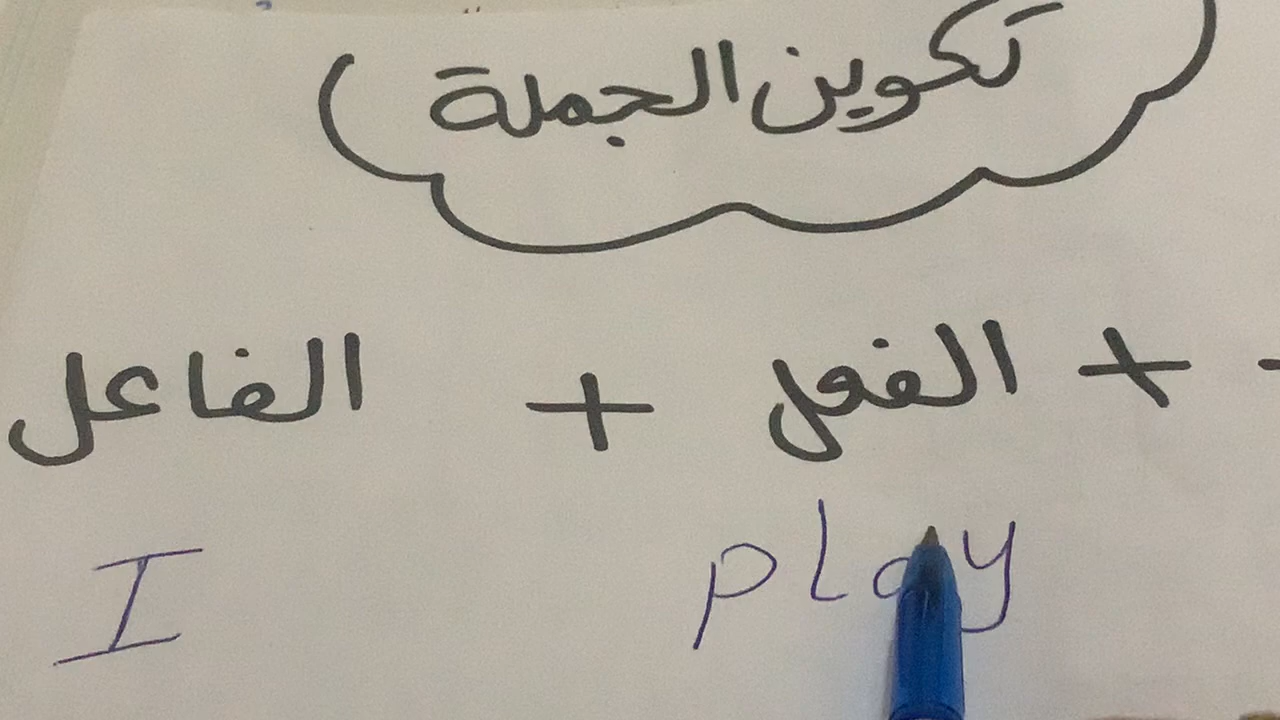 تكوين الجملة
الفاعل + الفعل +
I play